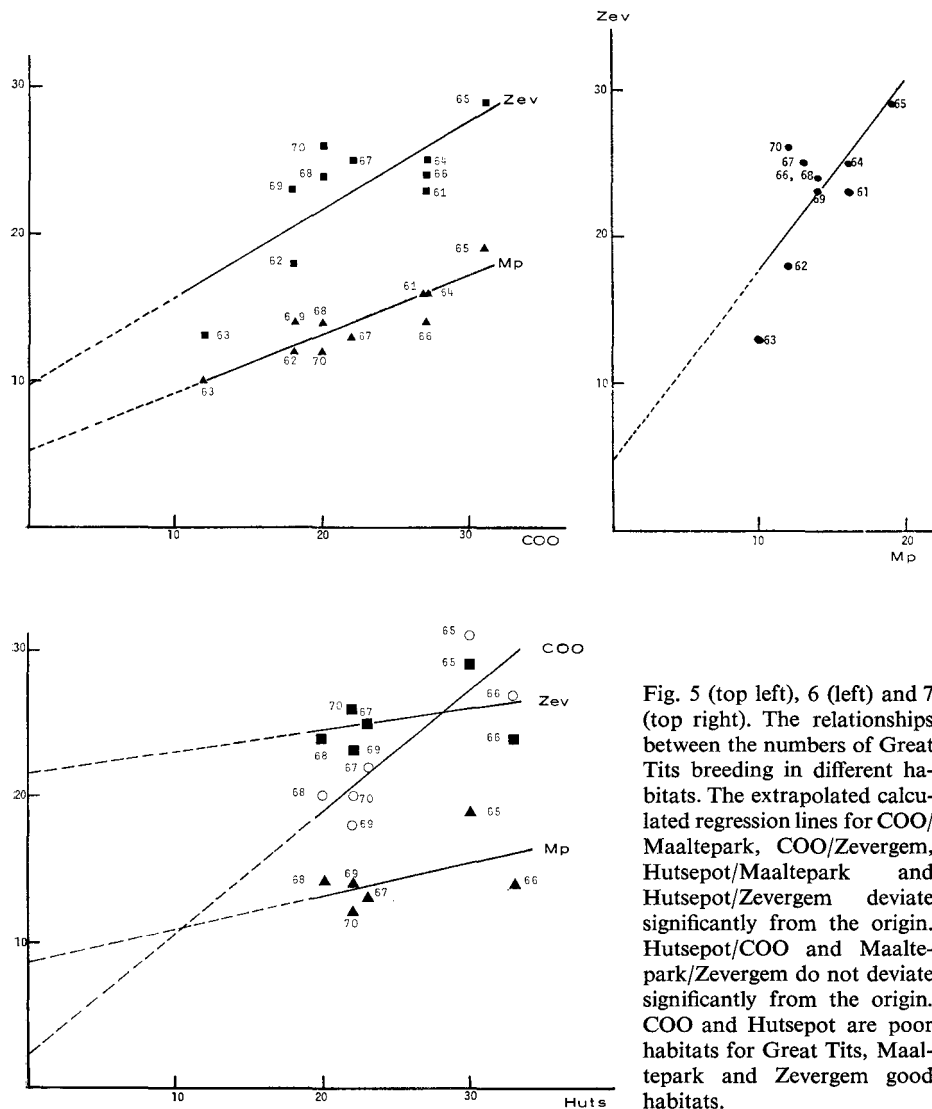 30
20
10
10
20
30
COO
65
Zev
70
67
64
68
66
69
61
62
63
65
Mp
61
64
6,9
68
67
66
62
70
63
Zev
30
20
10
10
20
Mp
65
70
67
64
66, 68
61
69
62
63
30
20
10
10
20
30
Huts
65
COO
65
66
Zev
70
67
68
69
66
67
68
70
69
65
Mp
68
69
67
66
70
Fig. 5 (top left), 6 (left) and 7
(top right). The relationships
between the numbers of Great
Tits breeding in different ha-
bitats. The extrapolated calcu-
lated regression lines for COO/
Maaltepark, COO/Zevergem,
Hutsepot/Maaltepark and
Hutsepot/Zevergem deviate
significantly from the origin.
Hutsepot/COO and Maalte-
park/Zevergem do not deviate
significantly from the origin.
COO and Hutsepot are poor
habitats for Great Tits, Maal-
tepark and Zevergem good
habitats.